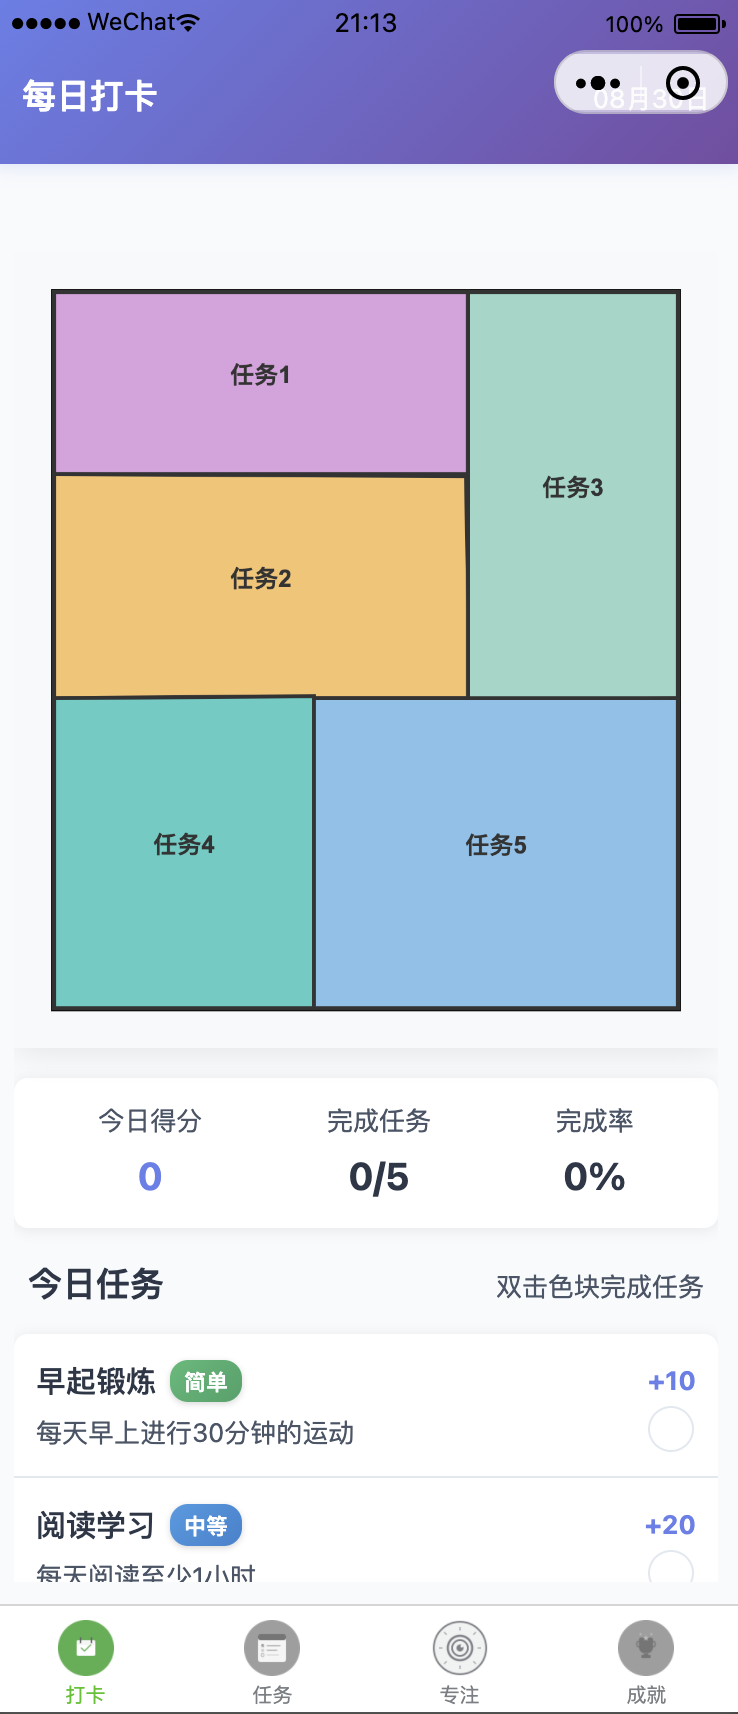 WeChat 21:13 100%
每日打卡 08月30日
任务1
任务3
任务2
任务4
任务5
今日得分 完成任务 完成率
0 0/5 0%
今日任务 双击色块完成任务
早起锻炼 简单 +10
每天早上进行30分钟的运动
阅读学习 中等 +20
每天阅读至少1小时
打卡 任务 专注 成就